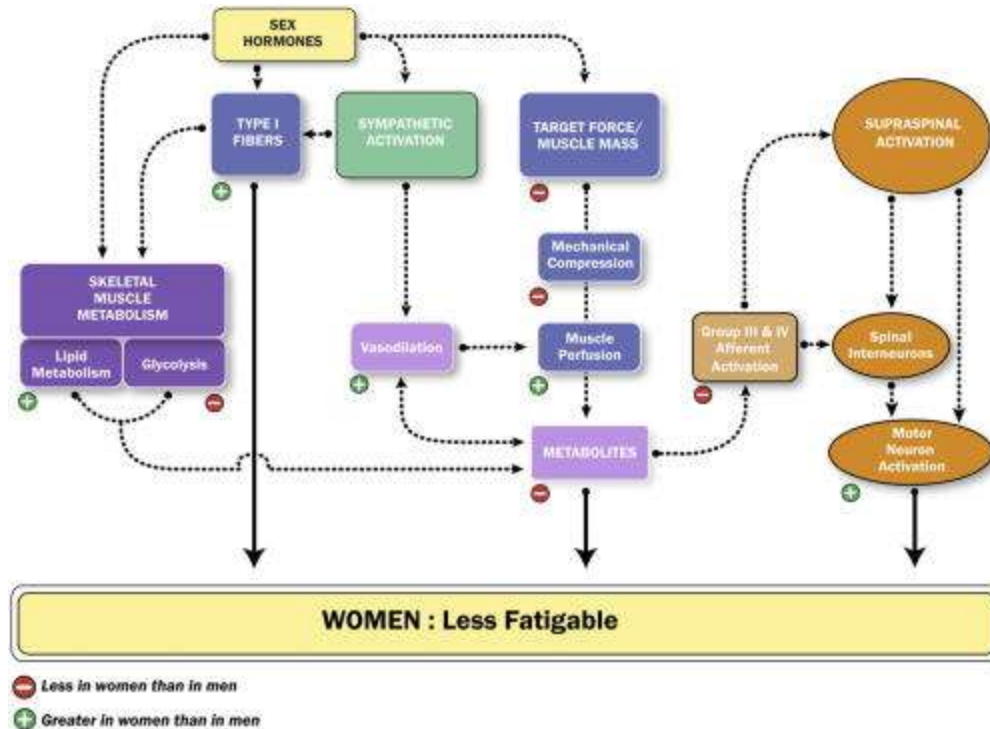 SEX
HORMONES
TYPE I
FIBERS
SYMPATHETIC
ACTIVATION
TARGET FORCE/
MUSCLE MASS
SUPRASPINAL
ACTIVATION
Mechanical
Compression
SKELETAL
MUSCLE
METABOLISM
Lipid
Metabolism
Glycolysis
Vasodilation
Muscle
Perfusion
Group III & IV
Afferent
Activation
Spinal
Interneurons
METABOLITES
Motor
Neuron
Activation
WOMEN : Less Fatigable
Less in women than in men
Greater in women than in men